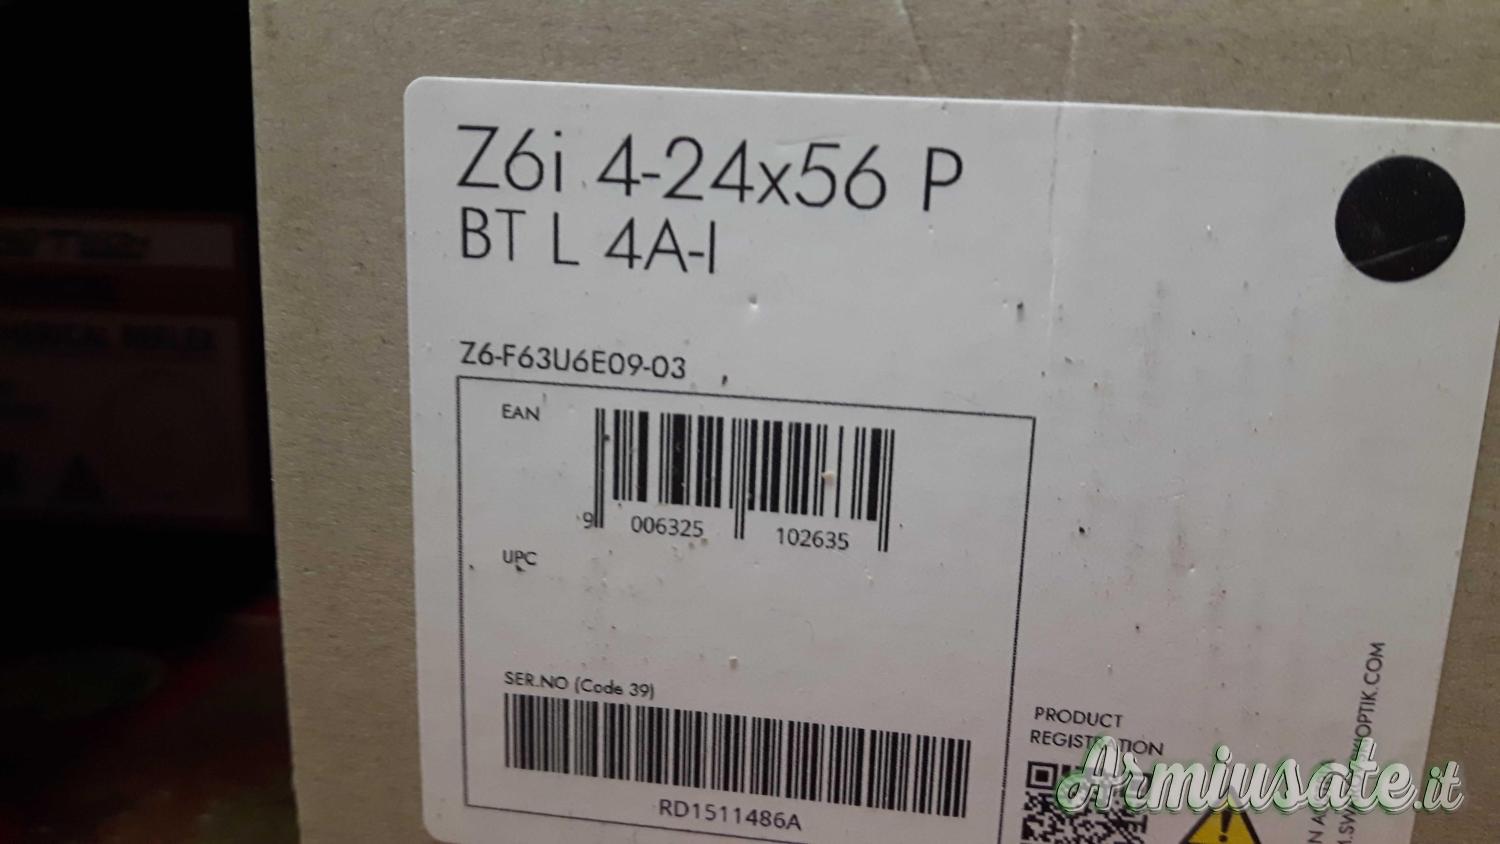 Z6i 4-24x56 P
BT L 4A-I
Z6-F63U6E09-03
EAN
9 006325 102635
UPC
SER.NO (Code 39)
RD1511486A
PRODUCT
REGISTRATION
Armiusate.it